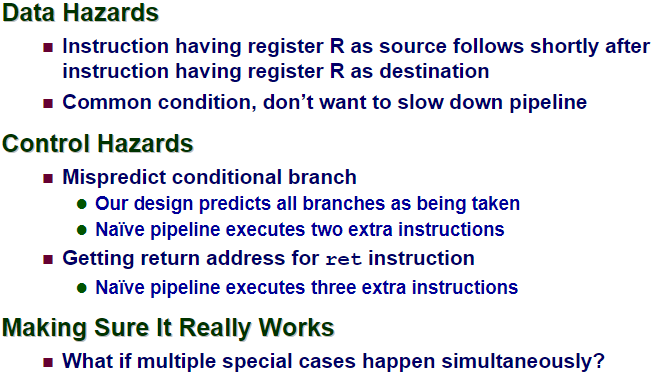 Data Hazards
Instruction having register R as source follows shortly after
instruction having register R as destination
Common condition, don’t want to slow down pipeline
Control Hazards
Mispredict conditional branch
Our design predicts all branches as being taken
Naïve pipeline executes two extra instructions
Getting return address for ret instruction
Naïve pipeline executes three extra instructions
Making Sure It Really Works
What if multiple special cases happen simultaneously?